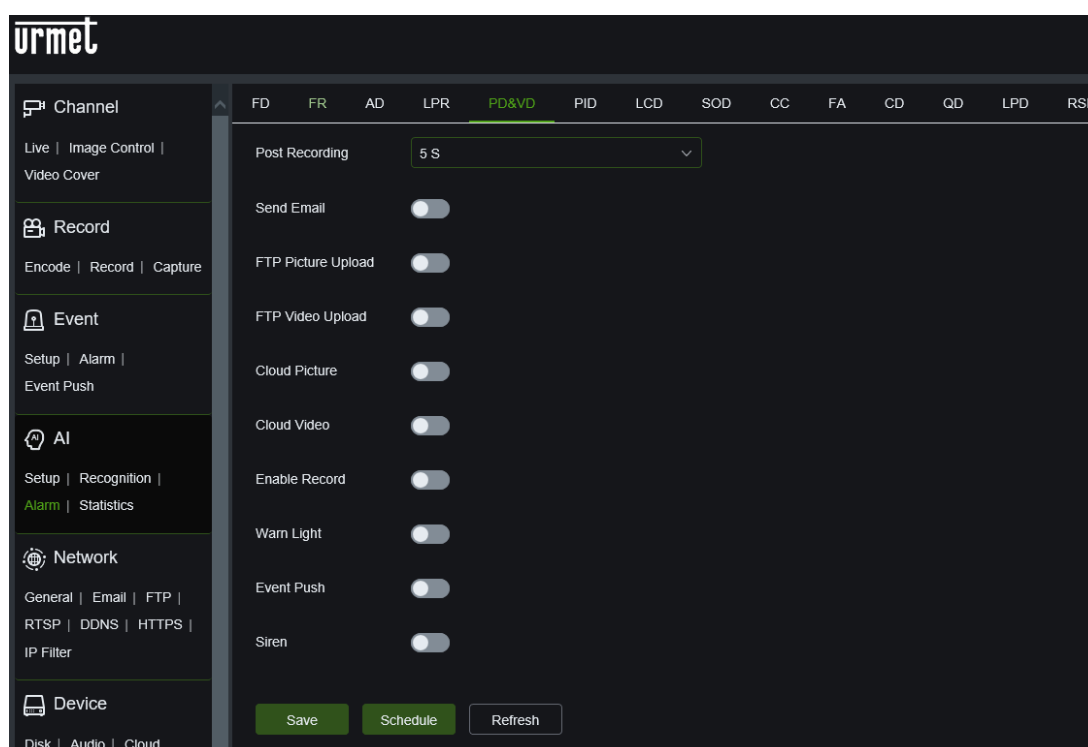 urmet
Channel
Live | Image Control |
Video Cover
Record
Encode | Record | Capture
Event
Setup | Alarm |
Event Push
AI
Setup | Recognition |
Alarm | Statistics
Network
General | Email | FTP |
RTSP | DDNS | HTTPS |
IP Filter
Device
Disk | Audio | Cloud
FD FR AD LPR PD&VD PID LCD SOD CC FA CD QD LPD
Post Recording 5 S
Send Email
FTP Picture Upload
FTP Video Upload
Cloud Picture
Cloud Video
Enable Record
Warn Light
Event Push
Siren
Save Schedule Refresh